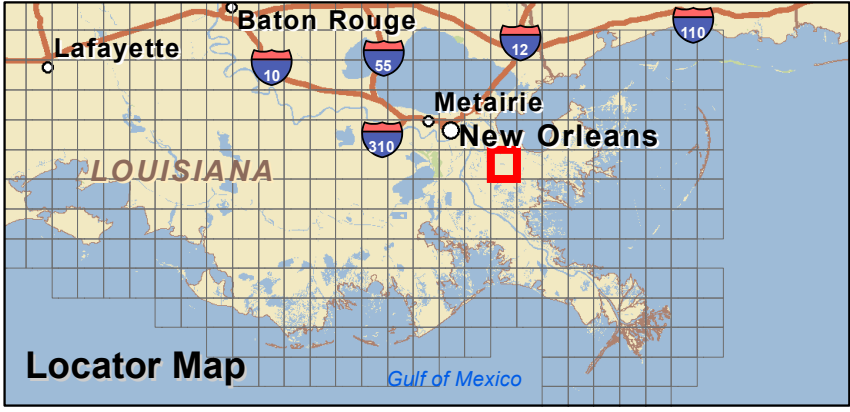 Baton Rouge
Lafayette
110
12
55
10
Metairie
New Orleans
310
LOUISIANA
Locator Map
Gulf of Mexico